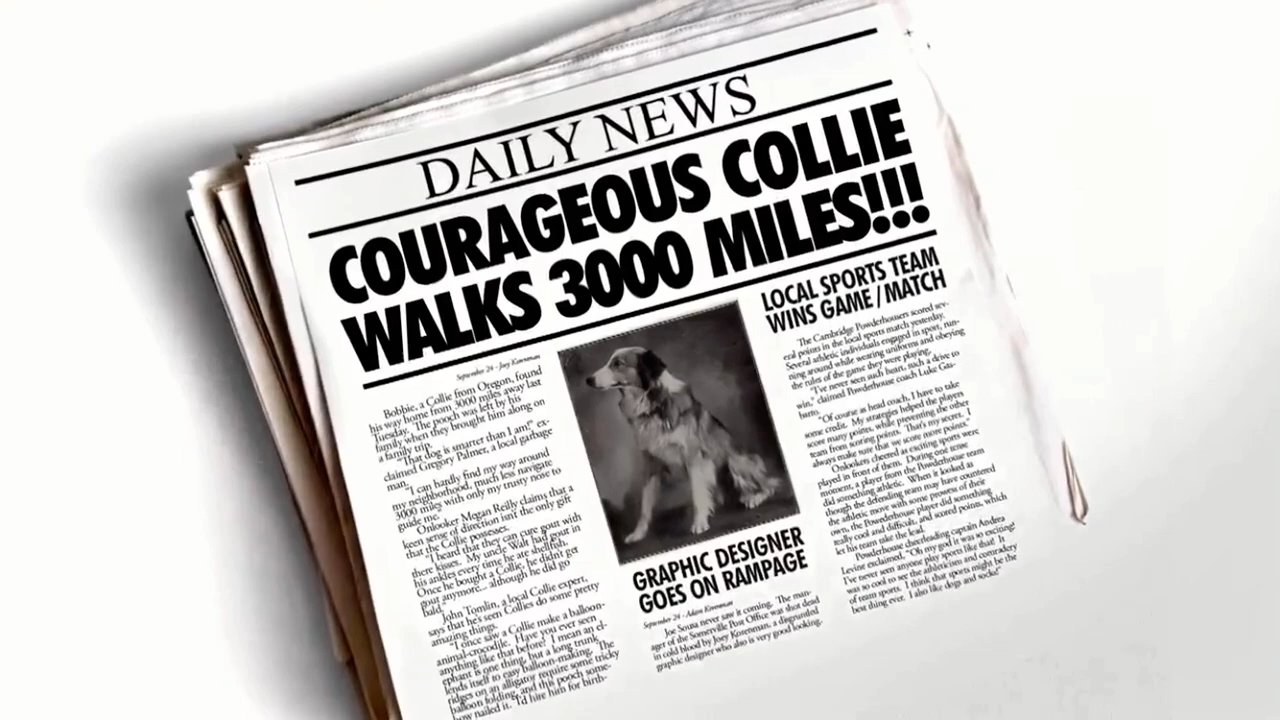 DAILY NEWS
COURAGEOUS COLLIE
WALKS 3000 MILES!!!
September 24 - Joey Korenman
Bobbie, a Collie from Oregon, found
his way home from 3000 miles away last
Tuesday. The pooch was left by his
family when they brought him along on
a family trip.
"That dog is smarter than I am!" ex-
claimed Gregory Palmer, a local garbage
man.
"I can hardly find my way around
my neighborhood, much less navigate
3000 miles with only my trusty nose to
guide me."
Onlooker Megan Reilly claims that a
keen sense of direction isn't the only gift
that the Collie possesses.
"I heard that they can cure gout with
there kisses. My uncle Walt had gout in
his ankles every time he ate shellfish.
Once he bought a Collie, he didn't get
gout anymore... although he did go
bald."
John Tomlin, a local Collie expert,
says that he's seen Collies do some pretty
amazing things.
"I once saw a Collie make a balloon-
animal-crocodile. Have you ever seen
anything like that before? I mean an el-
ephant is one thing, but a long trunk
lends itself to easy balloon-making. The
ridges on an alligator require some tricky
balloon folding, and this pooch some-
how nailed it. I'd hire him for birth-
GRAPHIC DESIGNER
GOES ON RAMPAGE
September 24 - Adam Korenman
Joe Sousa never saw it coming. The man-
ager of the Somerville Post Office was shot dead
in cold blood by Joey Korenman, a disgruntled
graphic designer who also is very good looking.
LOCAL SPORTS TEAM
WINS GAME / MATCH
The Cambridge Powderhousers scored sev-
eral points in the local sports match yesterday.
Several athletic individuals engaged in sport, run-
ning around while wearing uniforms and obeying
the rules of the game they were playing.
"I've never seen such heart, such a drive to
win," claimed Powderhouse coach Luke Gas-
barro.
"Of course as head coach, I have to take
some credit. My strategies helped the players
score many points, while preventing the other
team from scoring points. That's my secret. I
always make sure that we score more points."
Onlookers cheered as exciting sports were
played in front of them. During one tense
moment, a player from the Powderhouse team
did something athletic. When it looked as
though the defending team may have countered
the athletic move with some prowess of their
own, the Powderhouse player did something
really cool and difficult, and scored points, which
let his team take the lead.
Powderhouse cheerleading captain Andrea
Levine exclaimed, "Oh my god it was so exciting!
I've never seen anyone play sports like that! It
was so cool to see the athleticism and comradery
of team sports. I think that sports might be the
best thing ever. I also like dogs and socks!"